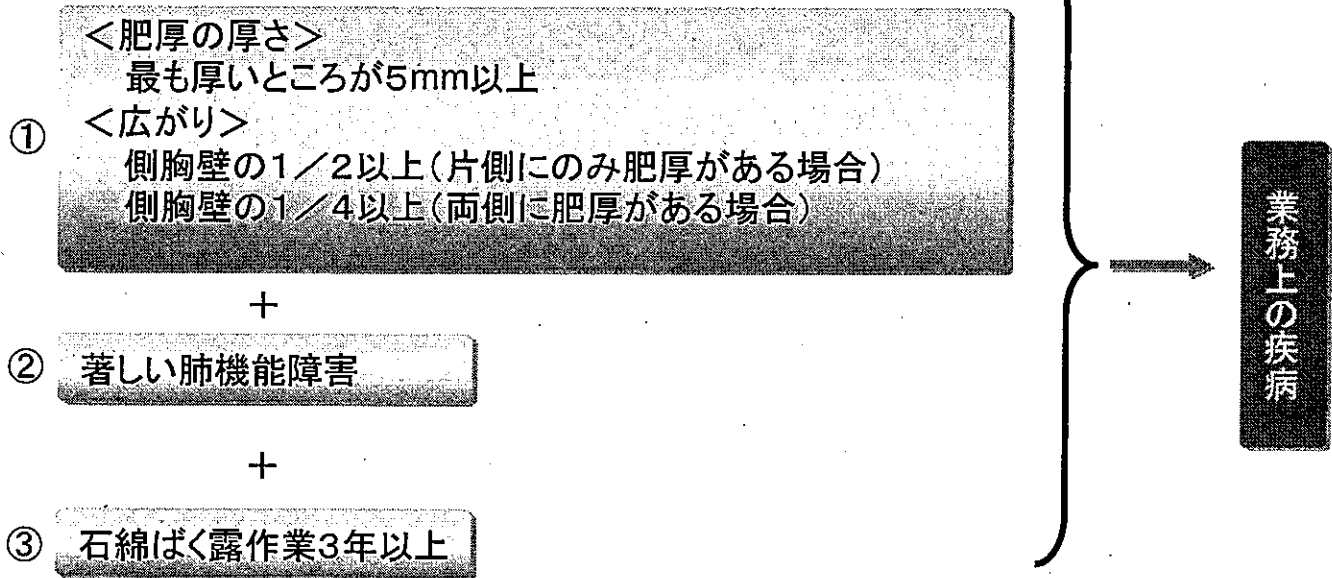 ①
<肥厚の厚さ>
最も厚いところが5mm以上
<広がり>
側胸壁の1/2以上(片側にのみ肥厚がある場合)
側胸壁の1/4以上(両側に肥厚がある場合)
+
② 著しい肺機能障害
+
③ 石綿ばく露作業3年以上
業務上の疾病